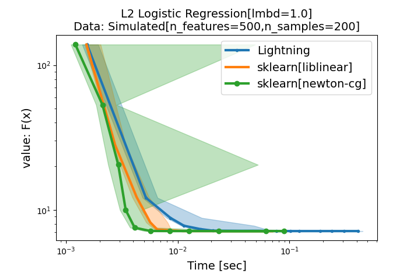 L2 Logistic Regression[lmbd=1.0]
Data: Simulated[n_features=500,n_samples=200]
Lightning
sklearn[liblinear]
sklearn[newton-cg]
value: F(x)
10²
10¹
10⁻³
10⁻²
10⁻¹
Time [sec]